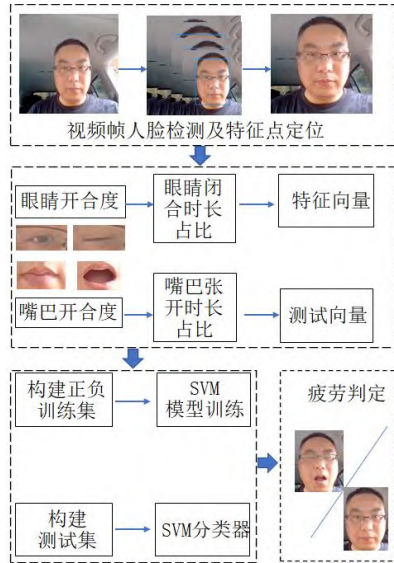 视频帧人脸检测及特征点定位
眼睛开合度
眼睛闭
合时长
占比
特征向量
嘴巴开合度
嘴巴张
开时长
占比
测试向量
构建正负
训练集
SVM
模型训练
疲劳判定
构建
测试集
SVM分类器